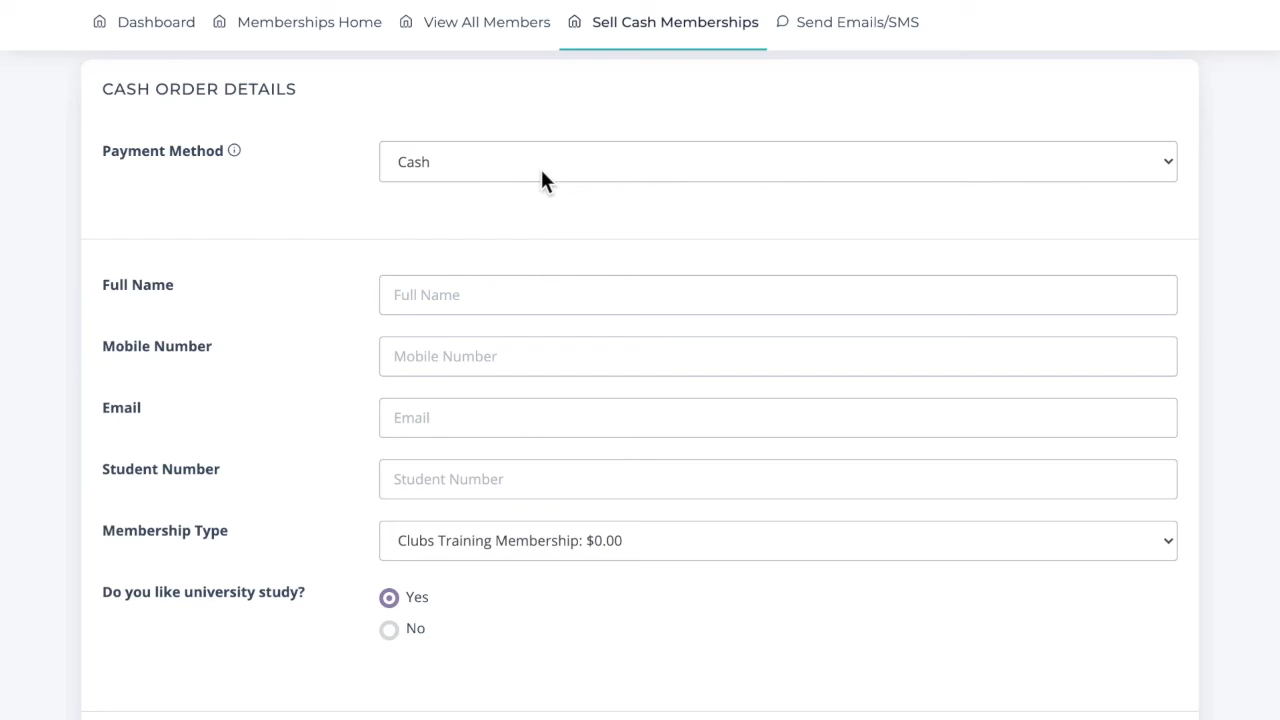 Dashboard Memberships Home View All Members Sell Cash Memberships Send Emails/SMS
CASH ORDER DETAILS
Payment Method
Cash
Full Name
Full Name
Mobile Number
Mobile Number
Email
Email
Student Number
Student Number
Membership Type
Clubs Training Membership: $0.00
Do you like university study?
Yes
No